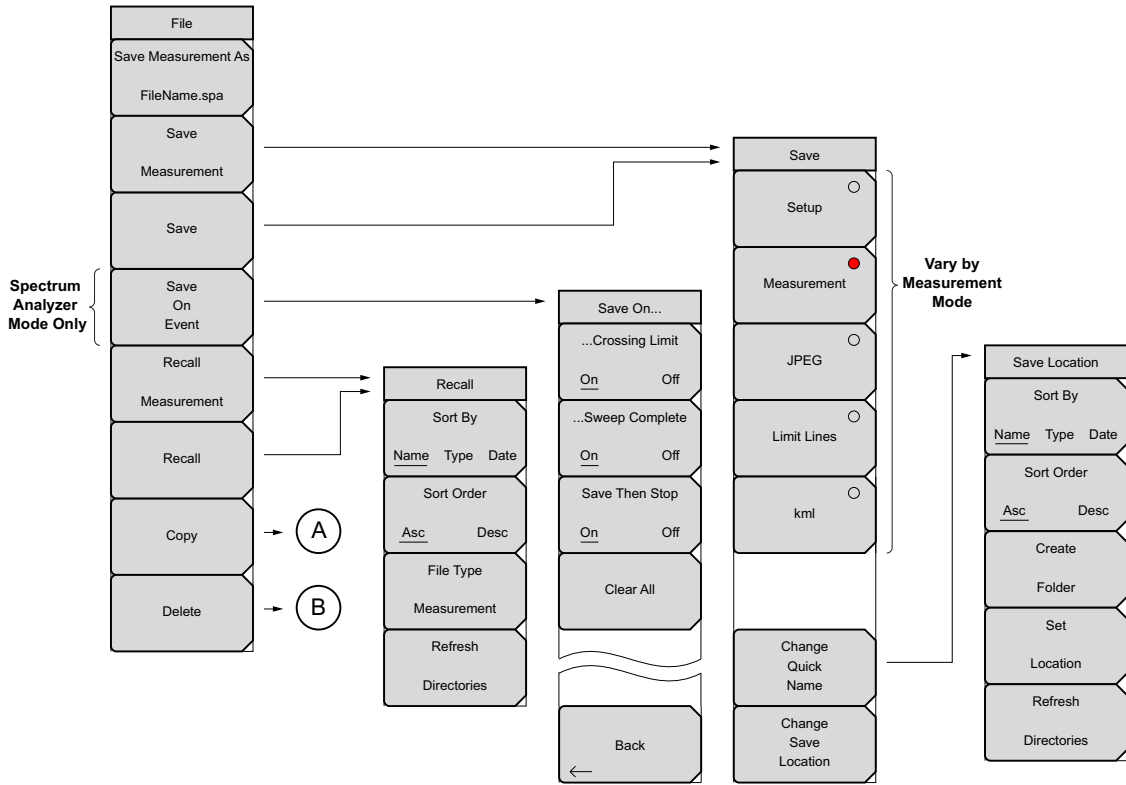 File
Save Measurement As
FileName.spa
Save
Measurement
Save
Spectrum
Analyzer
Mode Only
Save
On
Event
Recall
Measurement
Recall
Copy
A
Delete
B
Recall
Sort By
Name Type Date
Sort Order
Asc Desc
File Type
Measurement
Refresh
Directories
Save On...
...Crossing Limit
On Off
...Sweep Complete
On Off
Save Then Stop
On Off
Clear All
Back
Save
Setup
Measurement
JPEG
Limit Lines
kml
Vary by
Measurement
Mode
Change
Quick
Name
Change
Save
Location
Save Location
Sort By
Name Type Date
Sort Order
Asc Desc
Create
Folder
Set
Location
Refresh
Directories